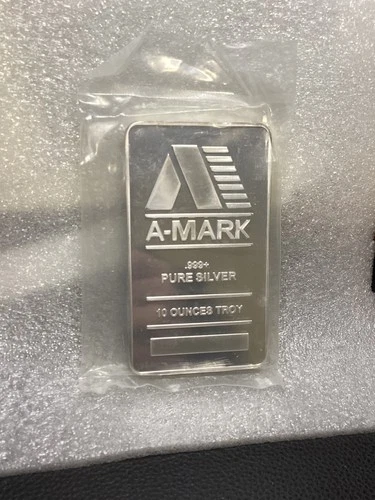 A-MARK
.999+
PURE SILVER
10 OUNCES TROY